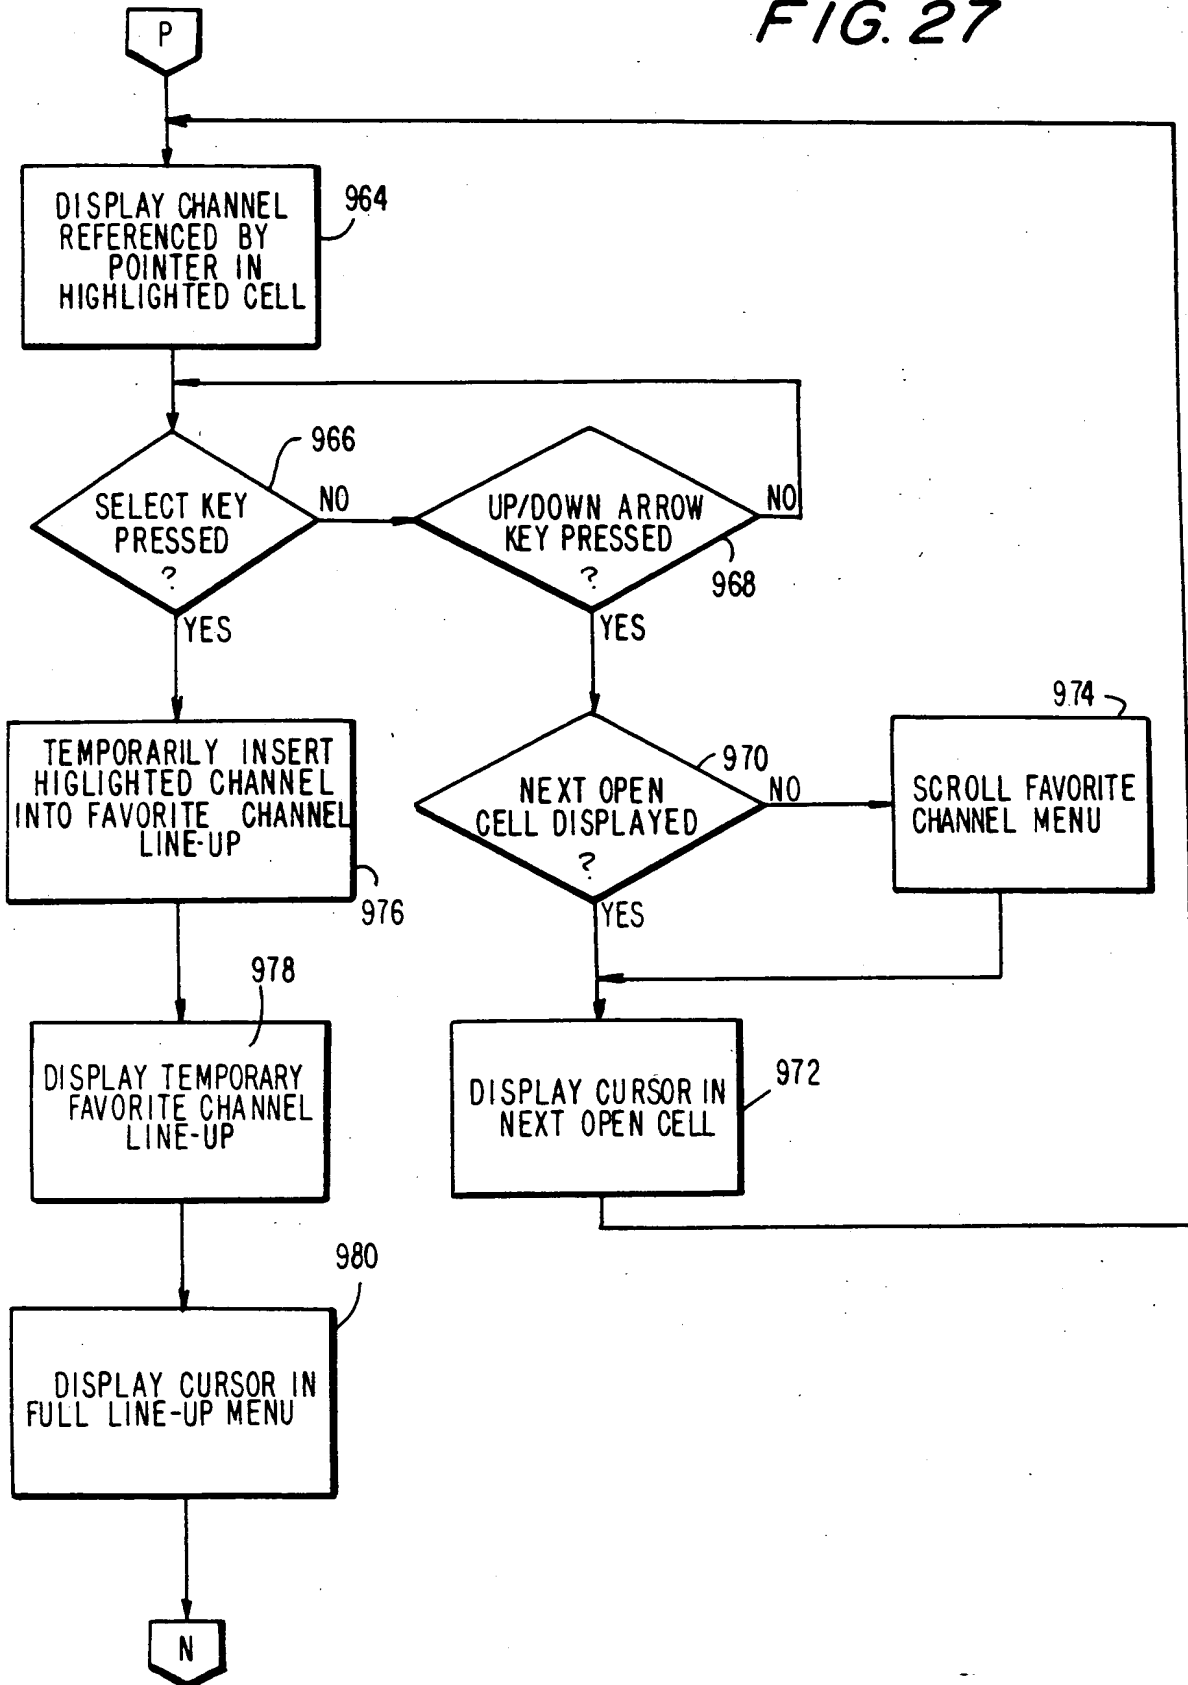 FIG. 27
P
DISPLAY CHANNEL
REFERENCED BY
POINTER IN
HIGHLIGHTED CELL
964
SELECT KEY
PRESSED
?
966
NO
YES
UP/DOWN ARROW
KEY PRESSED
?
968
NO
YES
NEXT OPEN
CELL DISPLAYED
?
970
NO
YES
974
SCROLL FAVORITE
CHANNEL MENU
TEMPORARILY INSERT
HIGLIGHTED CHANNEL
INTO FAVORITE CHANNEL
LINE-UP
976
978
DISPLAY TEMPORARY
FAVORITE CHANNEL
LINE-UP
DISPLAY CURSOR IN
NEXT OPEN CELL
972
980
DISPLAY CURSOR IN
FULL LINE-UP MENU
N